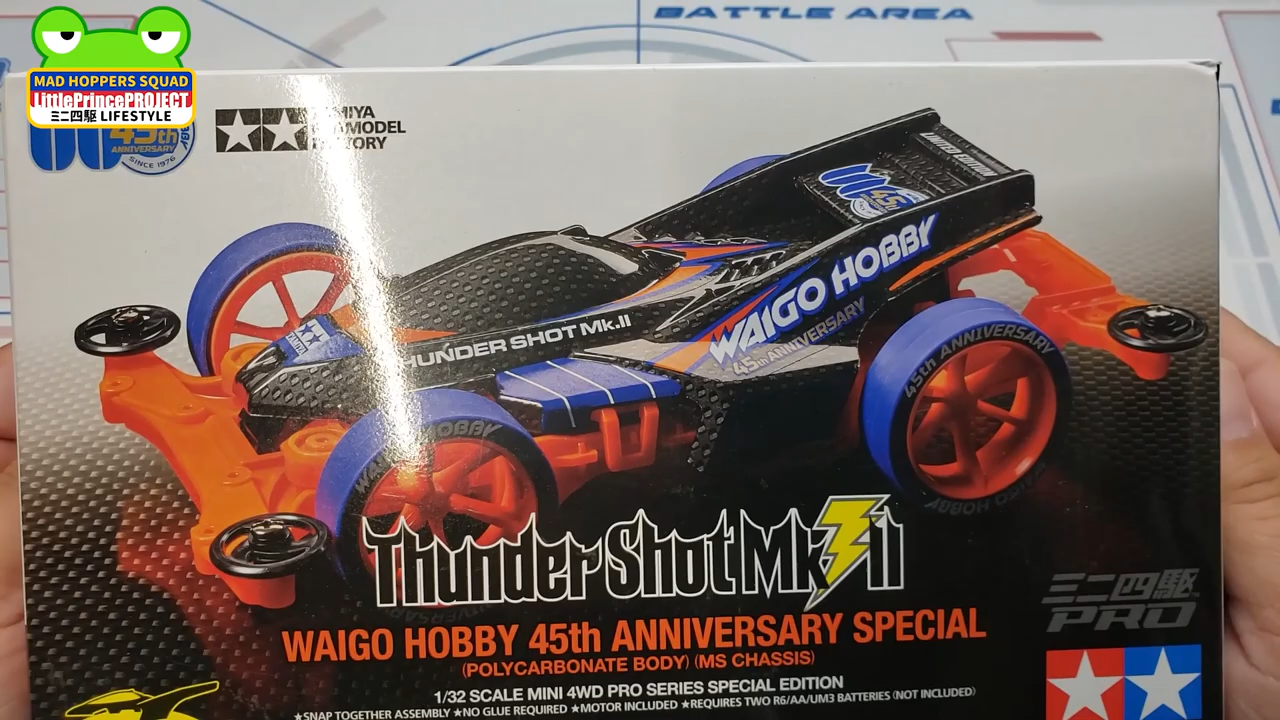 BATTLE AREA
MAD HOPPERS SQUAD
LittlePrincePROJECT
ミニ四駆 LIFESTYLE
45th
ANNIVERSARY
SINCE 1976
LIMITED EDITION
45th
WAIGO HOBBY
45th ANNIVERSARY
THUNDER SHOT Mk.II
TAMIYA
45th ANNIVERSARY
HOBBY
Thunder Shot Mk II
WAIGO HOBBY 45th ANNIVERSARY SPECIAL
(POLYCARBONATE BODY) (MS CHASSIS)
1/32 SCALE MINI 4WD PRO SERIES SPECIAL EDITION
★SNAP TOGETHER ASSEMBLY ★NO GLUE REQUIRED ★MOTOR INCLUDED ★REQUIRES TWO R6/AA/UM3 BATTERIES (NOT INCLUDED)
ミニ四駆
PRO